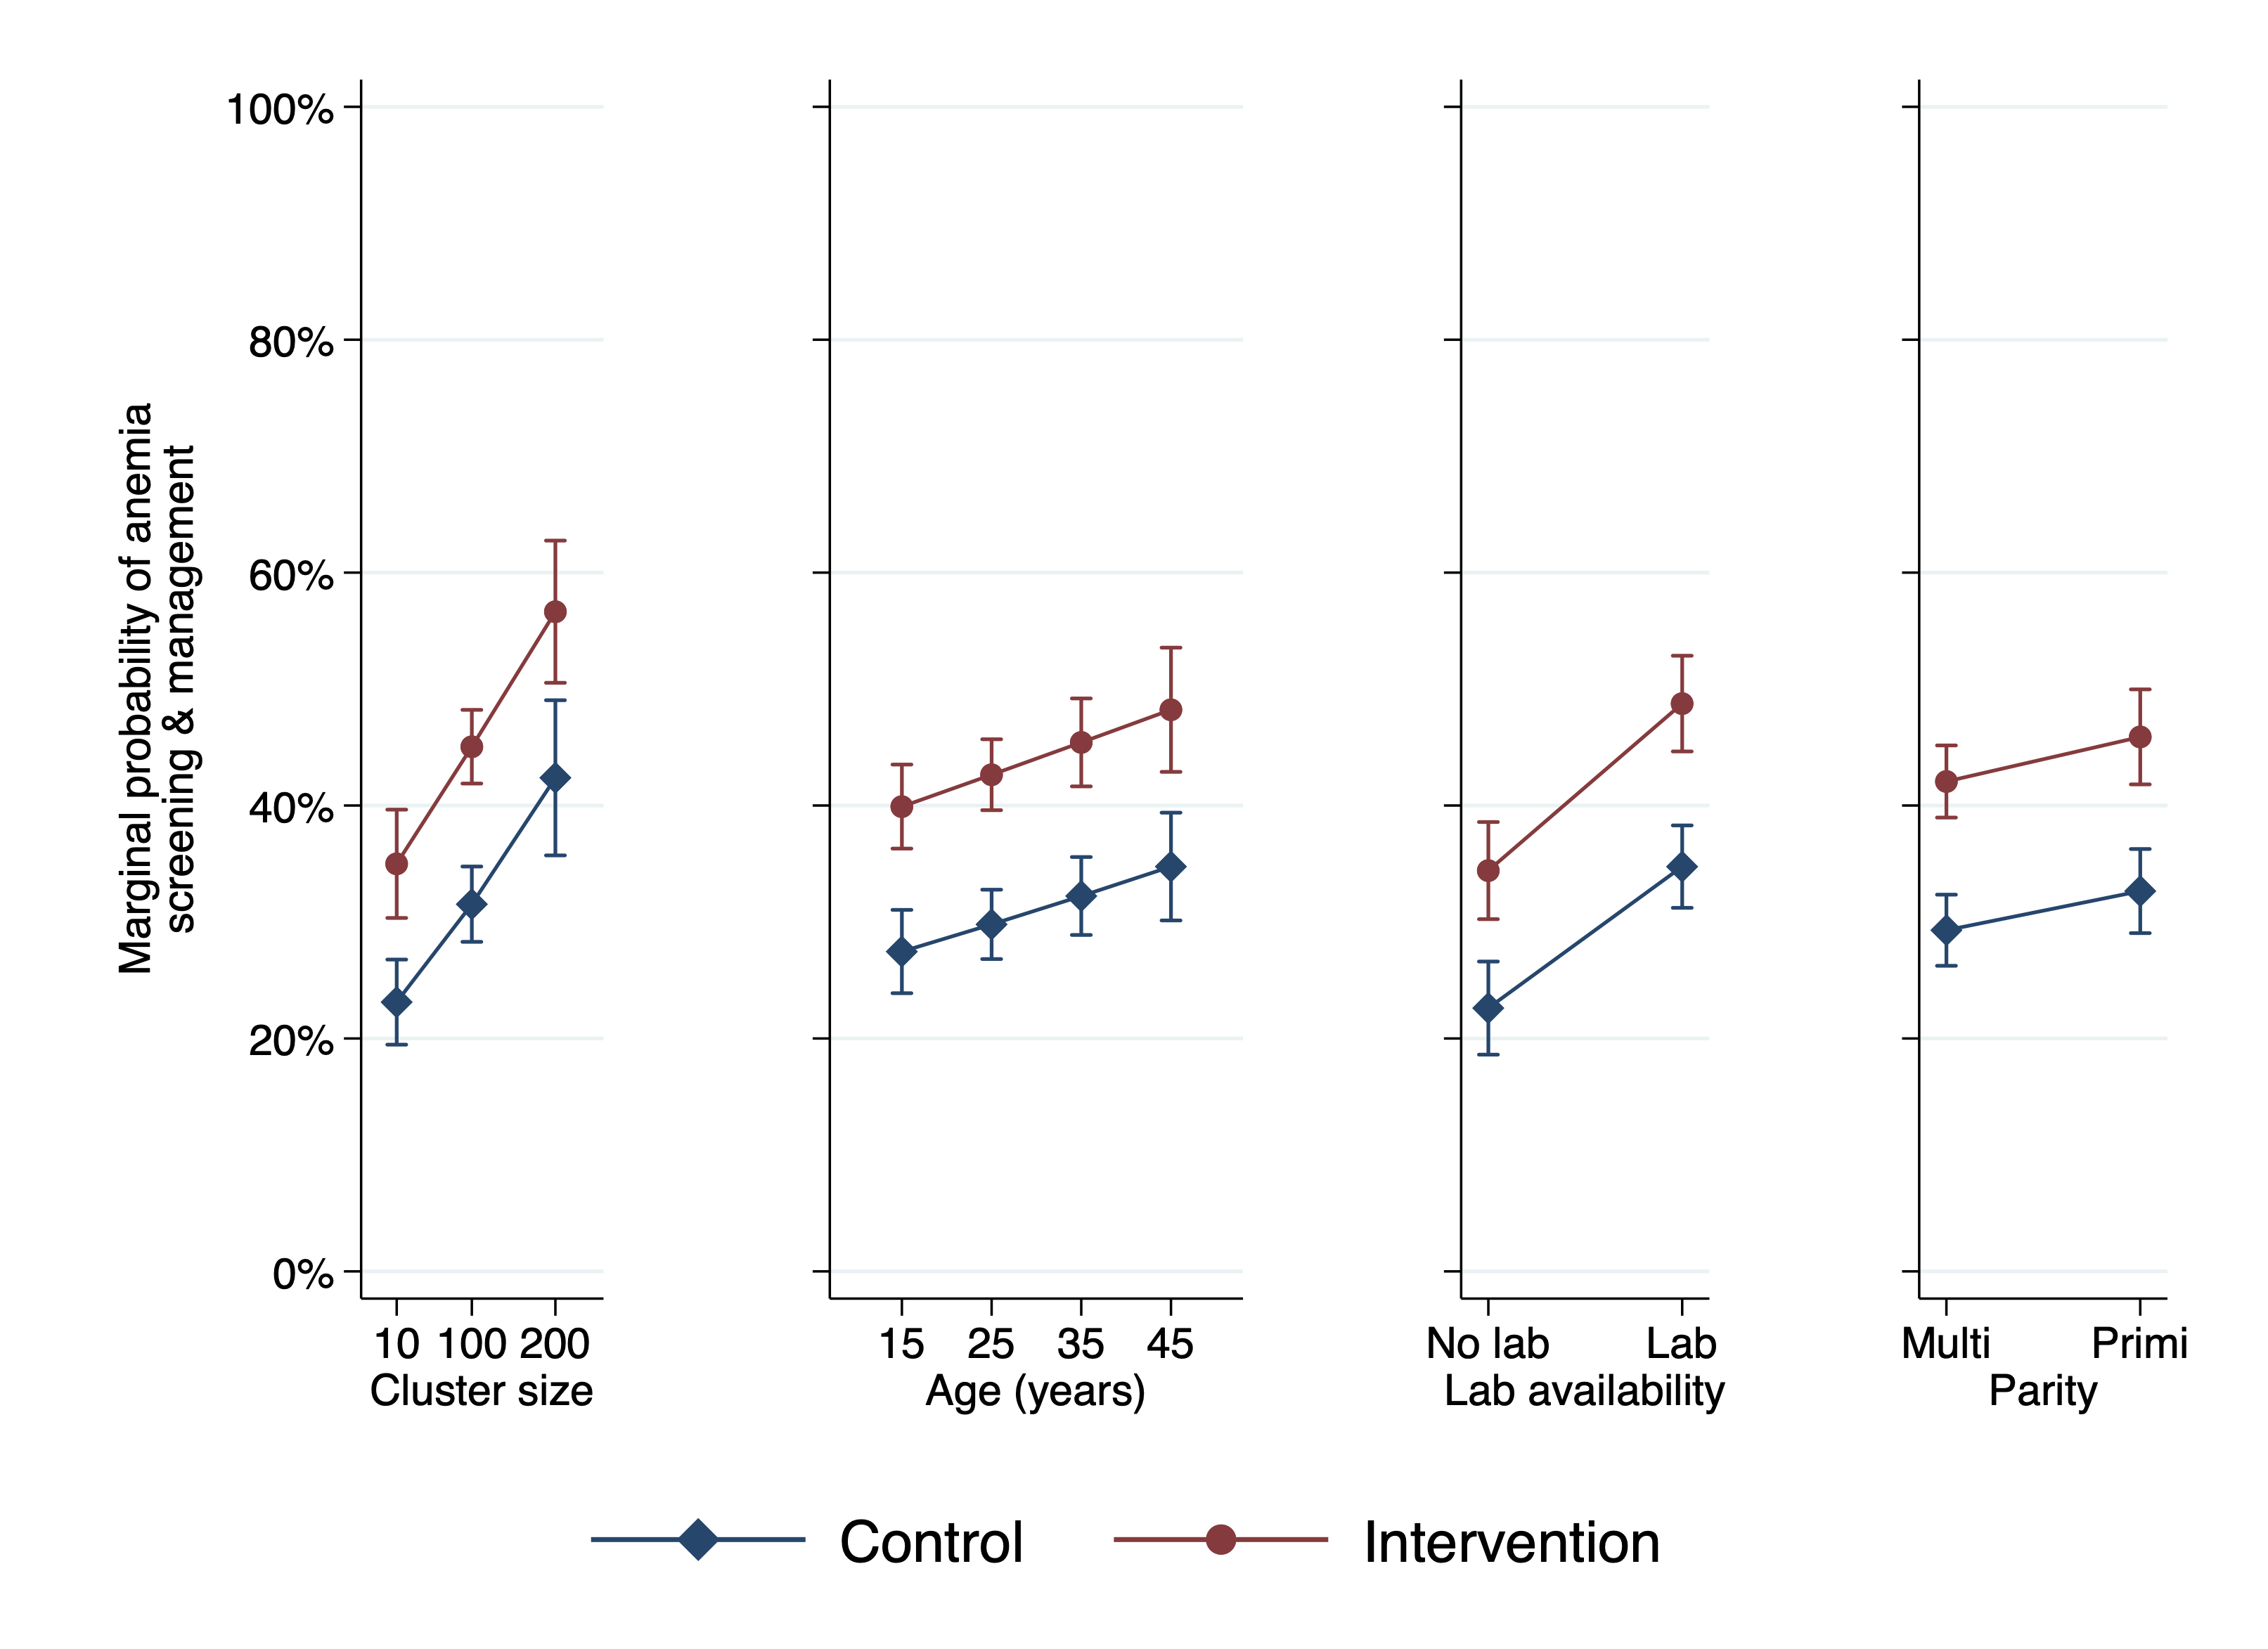 Marginal probability of anemia
screening & management
100%
80%
60%
40%
20%
0%
10 100 200
Cluster size
15 25 35 45
Age (years)
No lab Lab
Lab availability
Multi Primi
Parity
Control Intervention